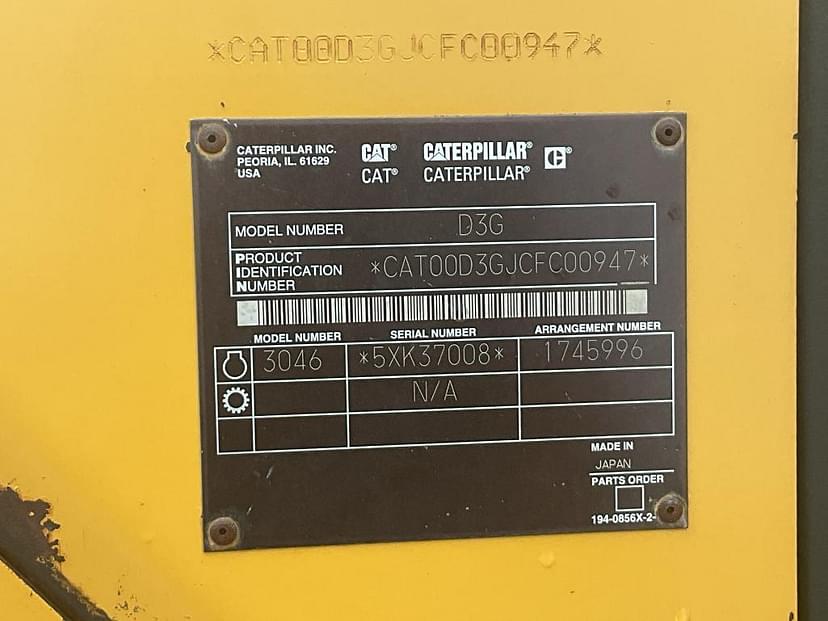 *CAT00D3GJCFC00947*
CATERPILLAR INC.
PEORIA, IL. 61629
USA
CAT® CATERPILLAR® C®
CAT® CATERPILLAR®
MODEL NUMBER D3G
PRODUCT
IDENTIFICATION
NUMBER
*CAT00D3GJCFC00947*
MODEL NUMBER SERIAL NUMBER ARRANGEMENT NUMBER
3046 *5XK37008* 1745996
N/A
MADE IN
JAPAN
PARTS ORDER
194-0856X-2-